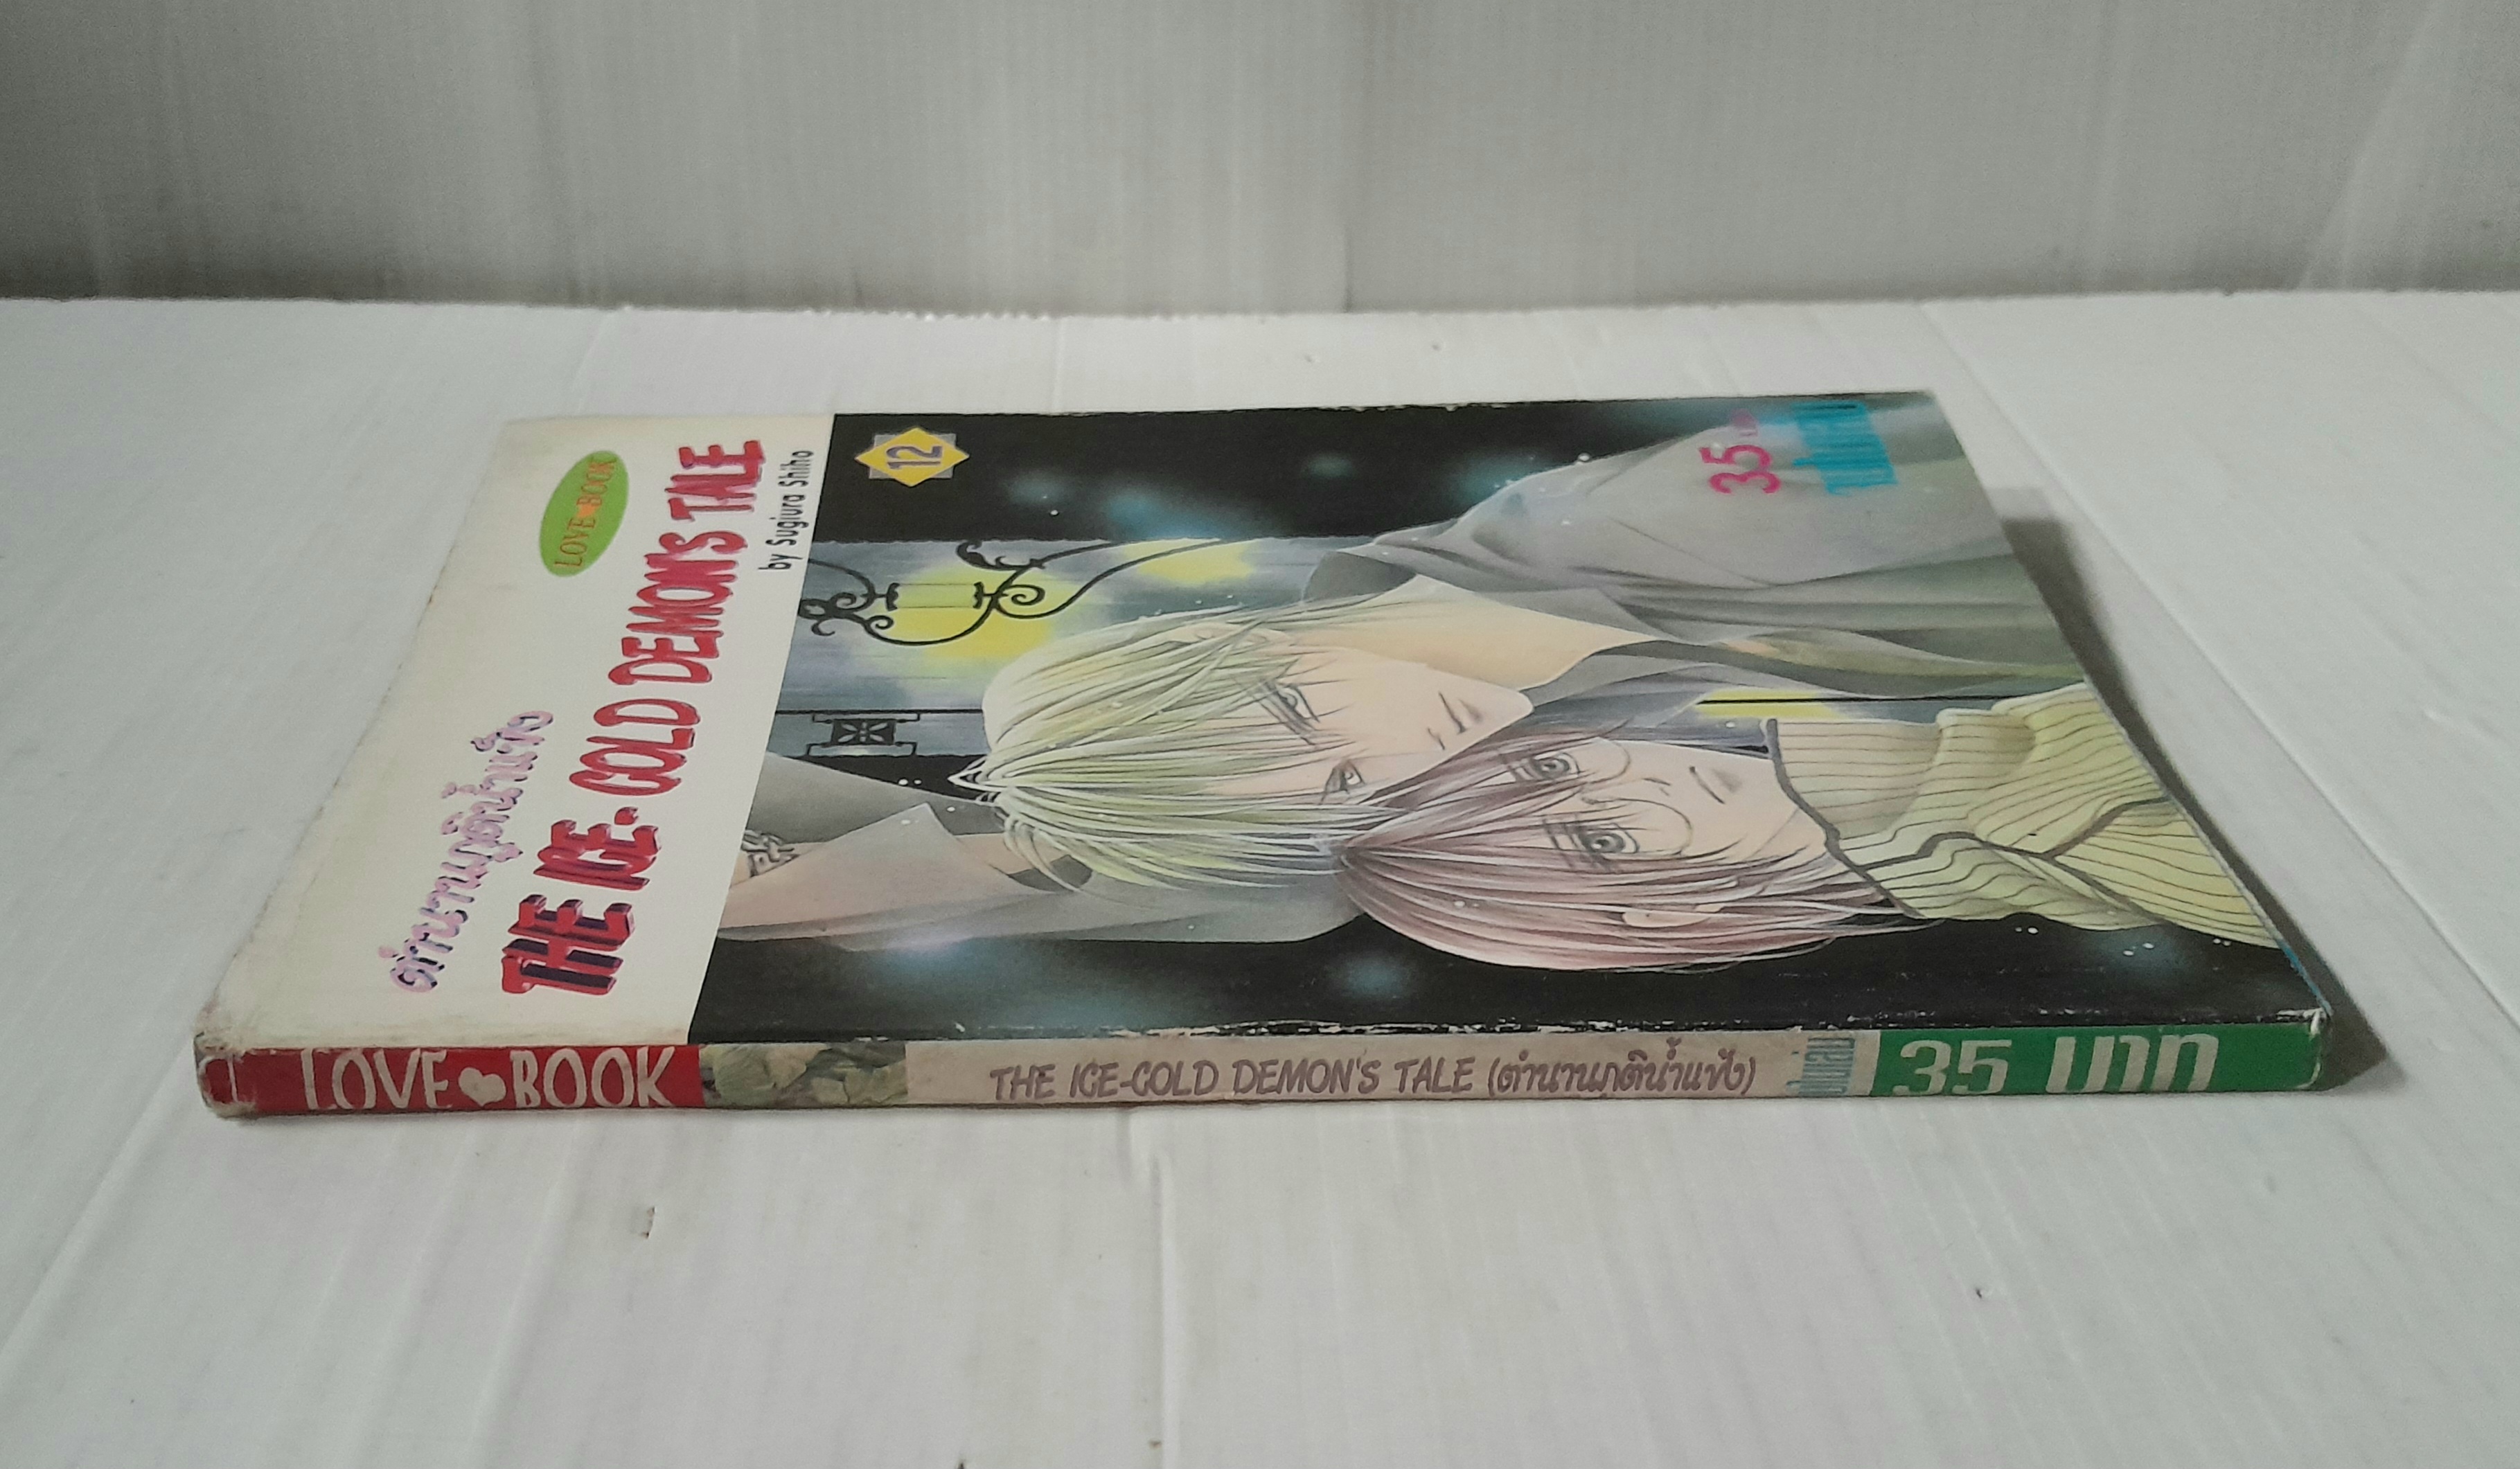 LOVE♥BOOK
ตำนานภูติน้ำแข็ง
THE ICE-COLD DEMON'S TALE
by Sugiura Shiho
12
35
LOVE♥BOOK
THE ICE-COLD DEMON'S TALE (ตำนานภูติน้ำแข็ง)
35 บาท